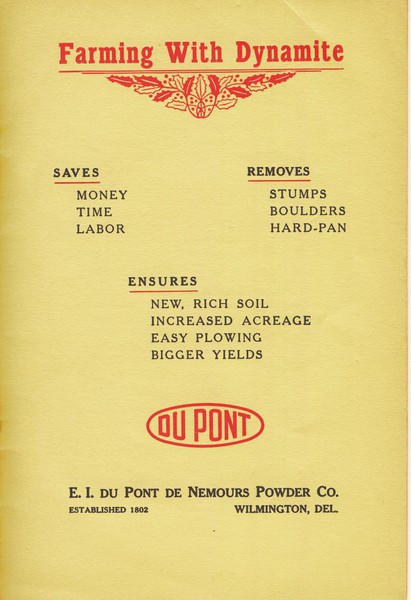 Farming With Dynamite
SAVES
MONEY
TIME
LABOR
REMOVES
STUMPS
BOULDERS
HARD-PAN
ENSURES
NEW, RICH SOIL
INCREASED ACREAGE
EASY PLOWING
BIGGER YIELDS
DU PONT
E. I. DU PONT DE NEMOURS POWDER CO.
ESTABLISHED 1802 WILMINGTON, DEL.